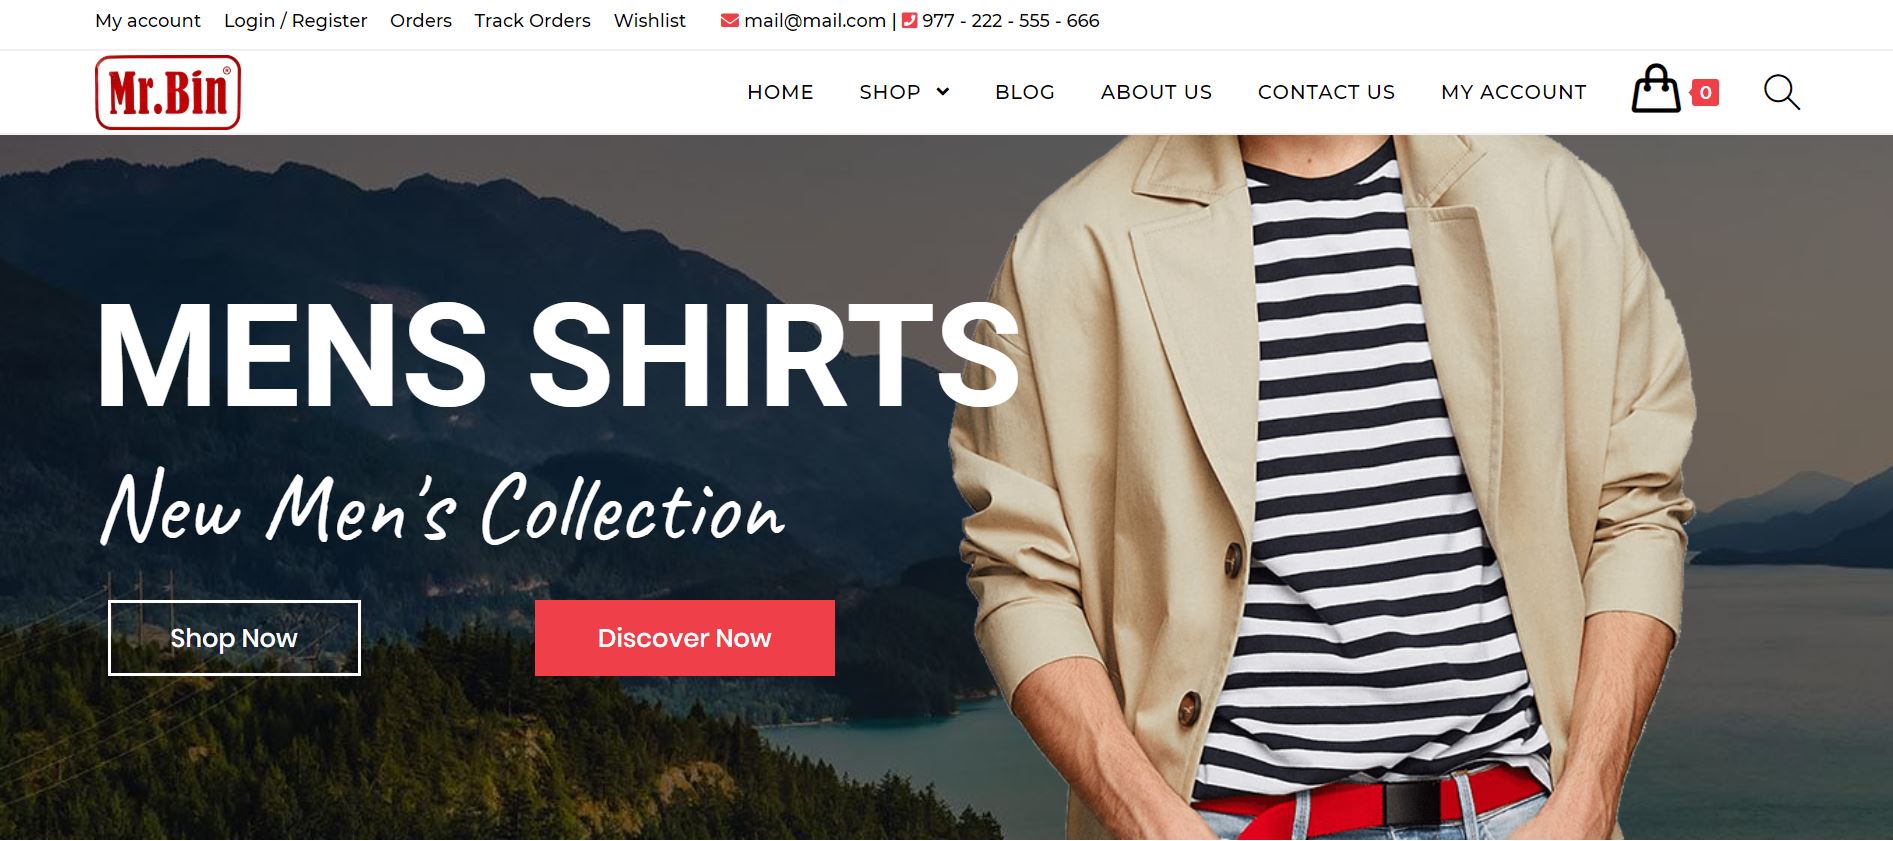 My account Login / Register Orders Track Orders Wishlist mail@mail.com | 977 - 222 - 555 - 666
Mr.Bin®
HOME SHOP BLOG ABOUT US CONTACT US MY ACCOUNT 0
MENS SHIRTS
New Men's Collection
Shop Now Discover Now